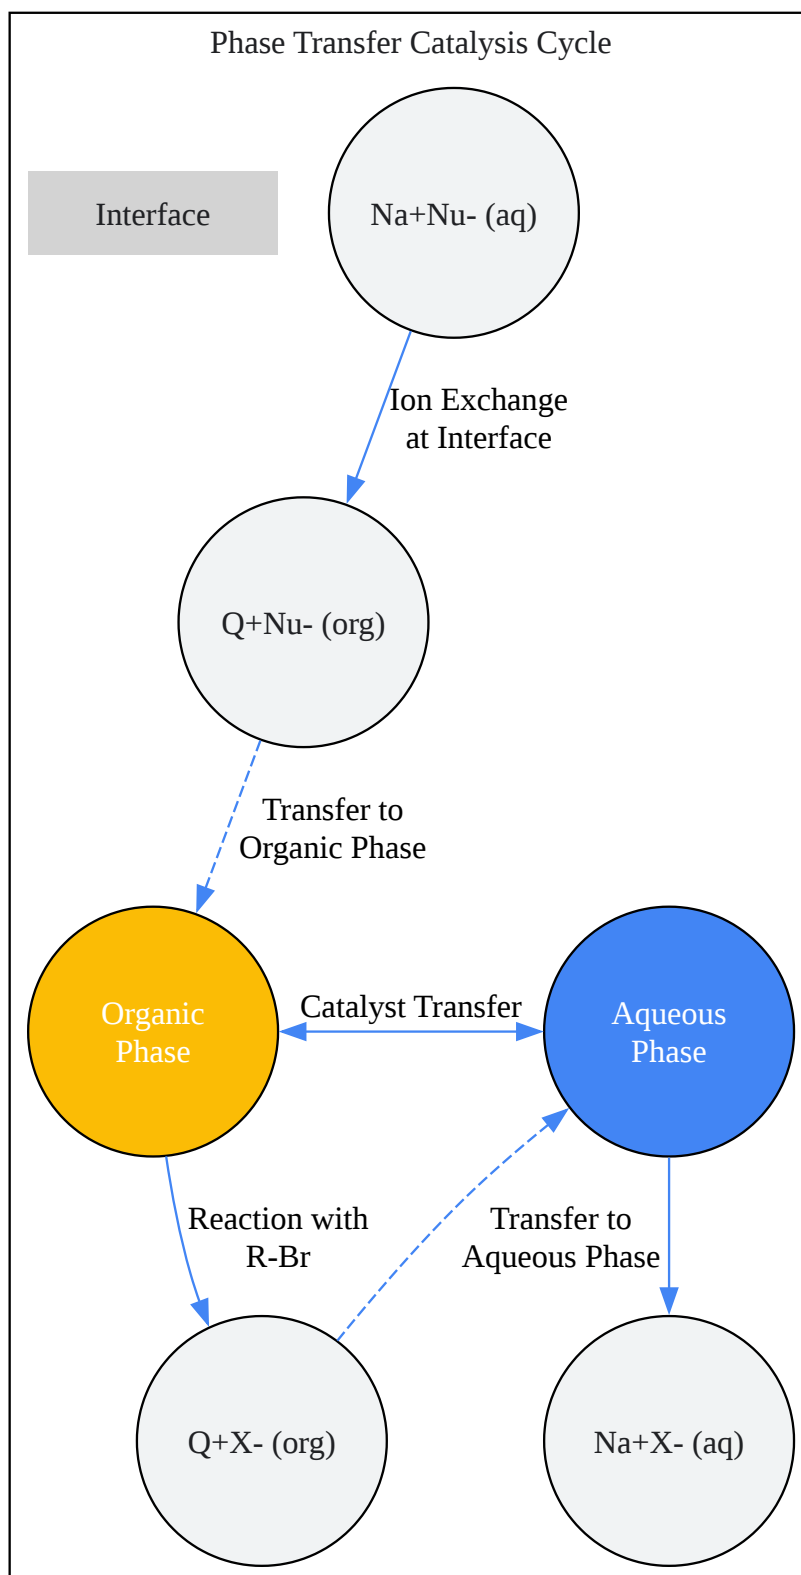 Phase Transfer Catalysis Cycle
Interface
Na+Nu- (aq)
Ion Exchange
at Interface
Q+Nu- (org)
Transfer to
Organic Phase
Organic
Phase
Catalyst Transfer
Aqueous
Phase
Reaction with
R-Br
Transfer to
Aqueous Phase
Q+X- (org)
Na+X- (aq)